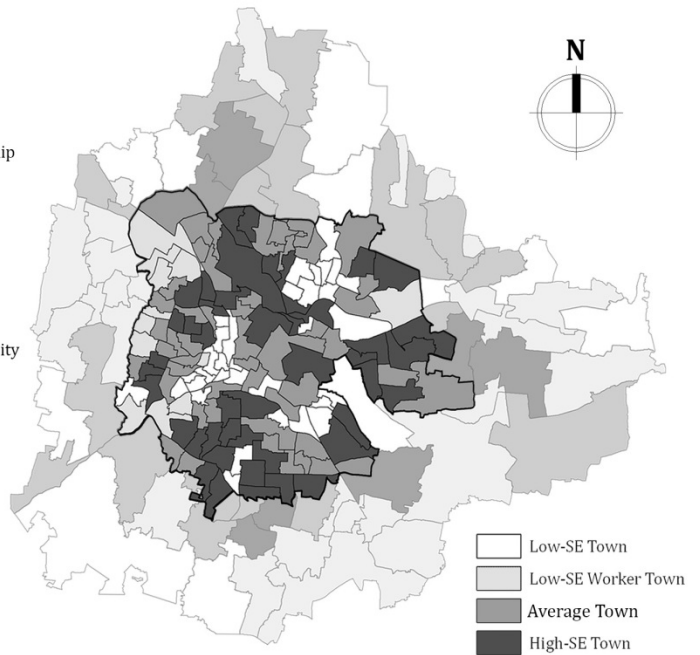 ip
ity
N
Low-SE Town
Low-SE Worker Town
Average Town
High-SE Town